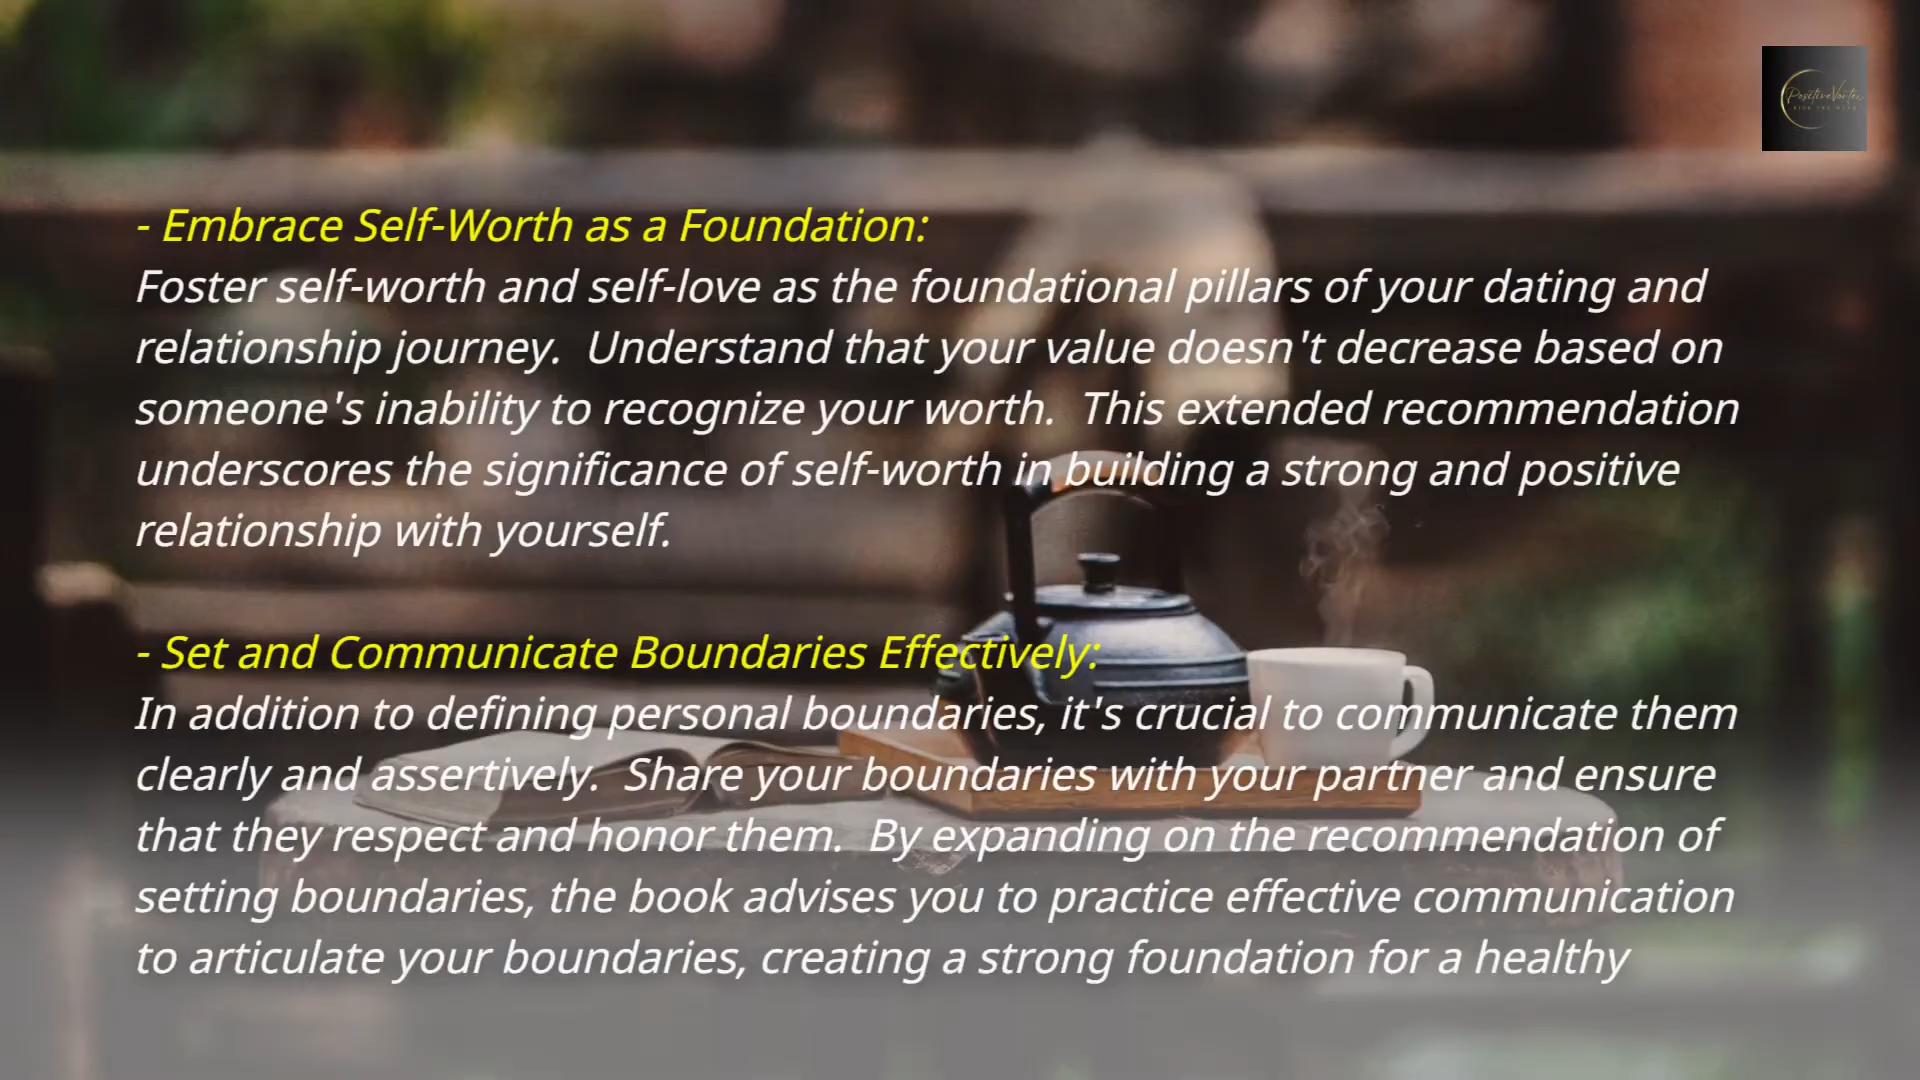 PositiveVortex
- Embrace Self-Worth as a Foundation:
Foster self-worth and self-love as the foundational pillars of your dating and
relationship journey.  Understand that your value doesn't decrease based on
someone's inability to recognize your worth.  This extended recommendation
underscores the significance of self-worth in building a strong and positive
relationship with yourself.
- Set and Communicate Boundaries Effectively:
In addition to defining personal boundaries, it's crucial to communicate them
clearly and assertively.  Share your boundaries with your partner and ensure
that they respect and honor them.  By expanding on the recommendation of
setting boundaries, the book advises you to practice effective communication
to articulate your boundaries, creating a strong foundation for a healthy